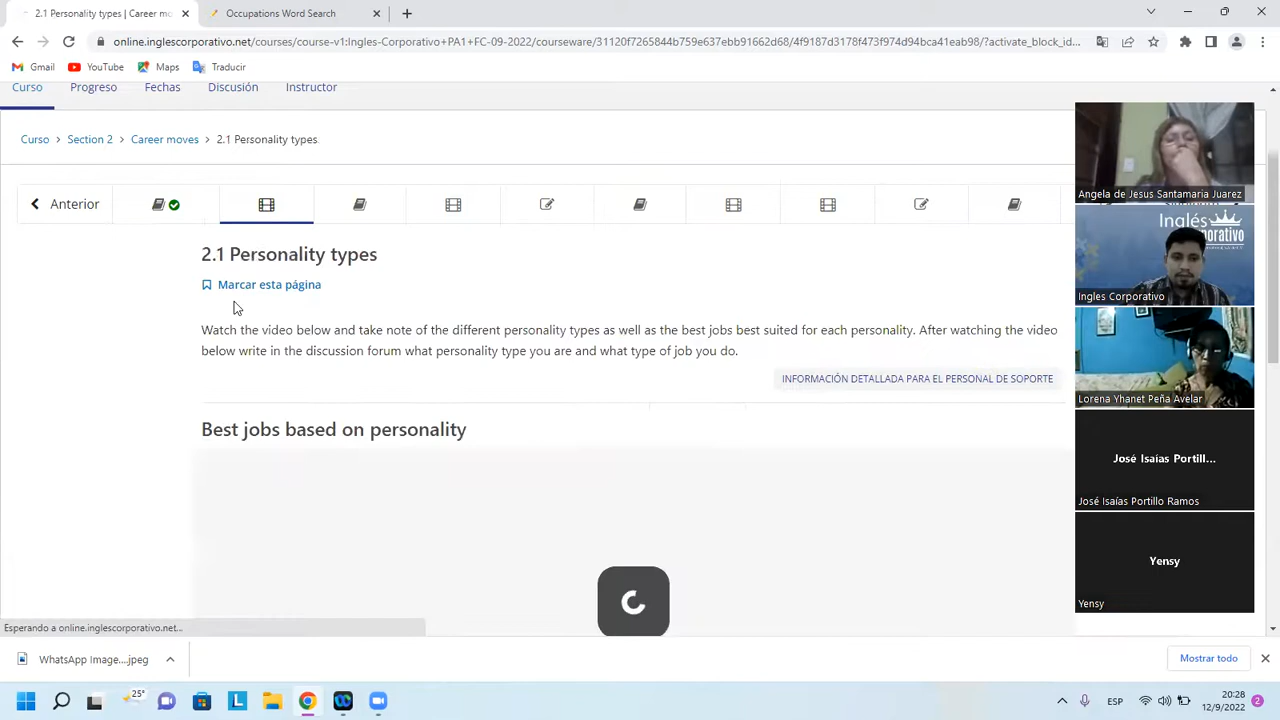 2.1 Personality types | Career mo
Occupations Word Search
online.inglescorporativo.net/courses/course-v1:Ingles-Corporativo+PA1+FC-09-2022/courseware/31120f7265844b759e637ebb91662d68/4f9187d3178f473f974d94bca41eab98/?activate_block_id...
Gmail
YouTube
Maps
Traducir
Curso
Progreso
Fechas
Discusión
Instructor
Curso > Section 2 > Career moves > 2.1 Personality types
Anterior
2.1 Personality types
Marcar esta página
Watch the video below and take note of the different personality types as well as the best jobs best suited for each personality. After watching the video
below write in the discussion forum what personality type you are and what type of job you do.
INFORMACIÓN DETALLADA PARA EL PERSONAL DE SOPORTE
Best jobs based on personality
Angela de Jesus Santamaria Juarez
Inglés
Ingles Corporativo
Lorena Yhanet Peña Avelar
José Isaías Portill...
José Isaías Portillo Ramos
Yensy
Yensy
Esperando a online.inglescorporativo.net...
WhatsApp Image....jpeg
Mostrar todo
25°
ESP
20:28
12/9/2022
2